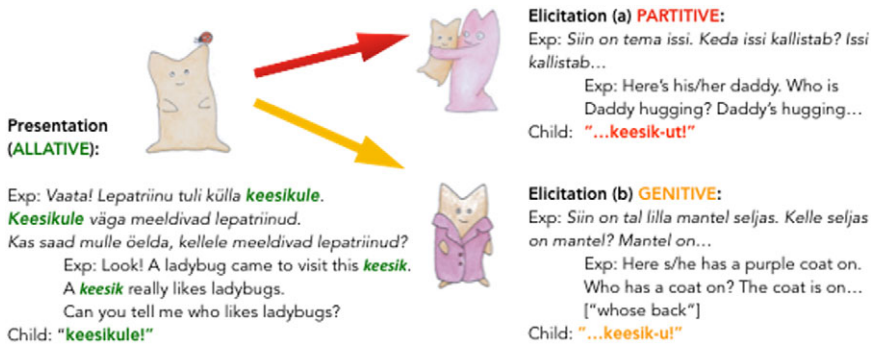 Presentation
(ALLATIVE):
Exp: Vaata! Lepatriinu tuli külla keesikule.
Keesikule väga meeldivad lepatriinud.
Kas saad mulle öelda, kellele meeldivad lepatriinud?
Exp: Look! A ladybug came to visit this keesik.
A keesik really likes ladybugs.
Can you tell me who likes ladybugs?
Child: "keesikule!"
Elicitation (a) PARTITIVE:
Exp: Siin on tema issi. Keda issi kallistab? Issi
kallistab…
Exp: Here's his/her daddy. Who is
Daddy hugging? Daddy's hugging…
Child: "…keesik-ut!"
Elicitation (b) GENITIVE:
Exp: Siin on tal lilla mantel seljas. Kelle seljas
on mantel? Mantel on…
Exp: Here s/he has a purple coat on.
Who has a coat on? The coat is on…
["whose back"]
Child: "…keesik-u!"